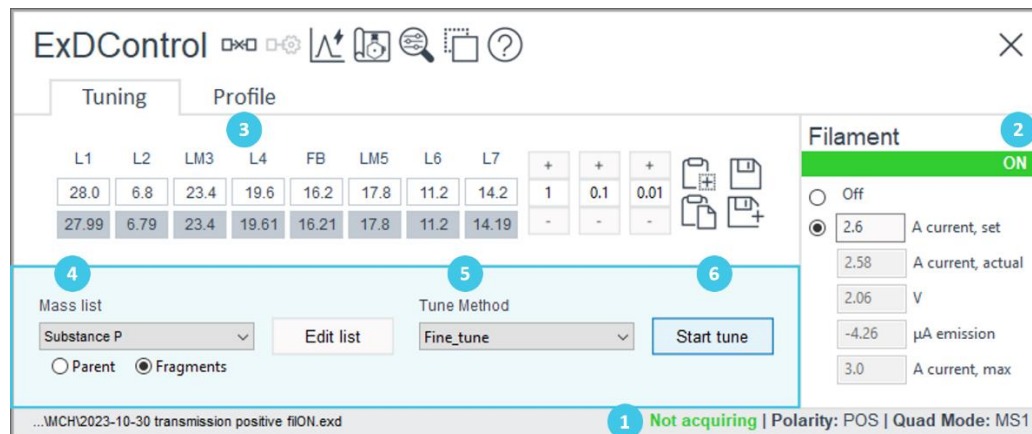 ExDControl
Tuning Profile
3
2
L1 L2 LM3 L4 FB LM5 L6 L7
+ + +
28.0 6.8 23.4 19.6 16.2 17.8 11.2 14.2 1 0.1 0.01
27.99 6.79 23.4 19.61 16.21 17.8 11.2 14.19 - - -
Filament
ON
Off
2.6 A current, set
2.58 A current, actual
2.06 V
-4.26 µA emission
3.0 A current, max
4 5 6
Mass list Tune Method
Substance P Edit list Fine_tune Start tune
Parent Fragments
...\MCH\2023-10-30 transmission positive filON.exd 1 Not acquiring | Polarity: POS | Quad Mode: MS1